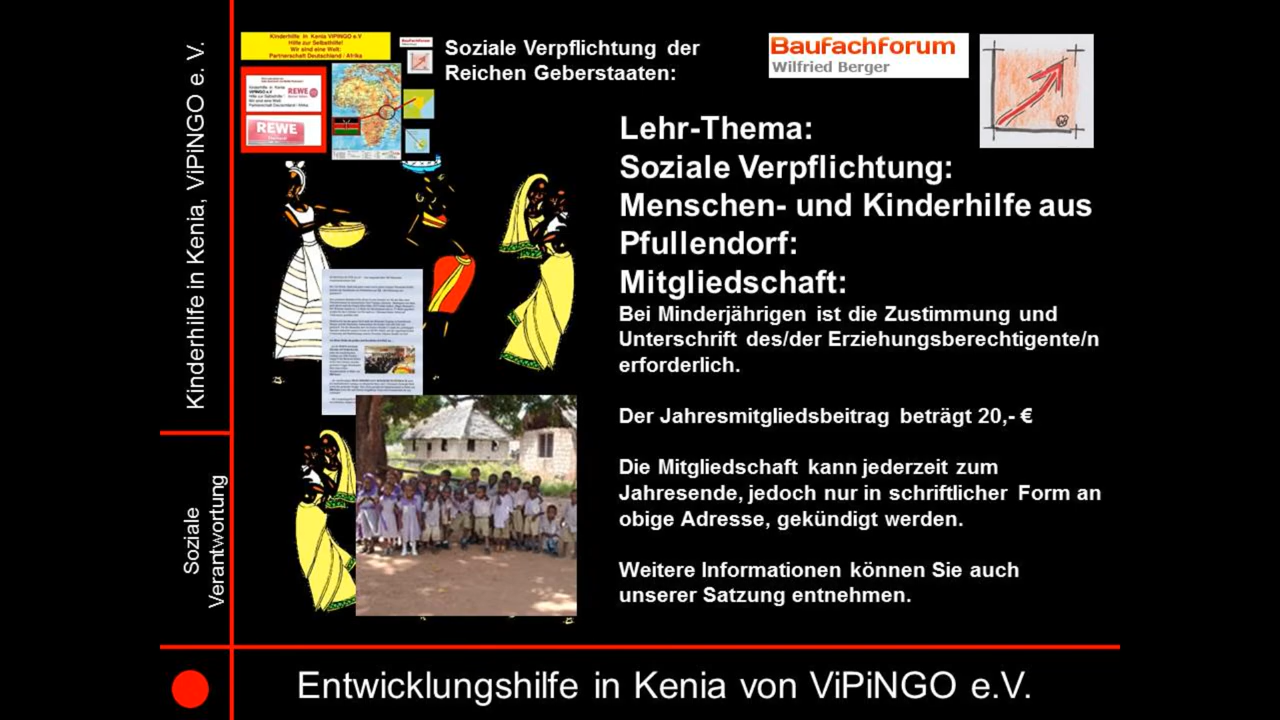 Kinderhilfe in Kenia, ViPiNGO e. V.
Soziale
Verantwortung
Kinderhilfe in Kenia VIPINGO e.V
Hilfe zur Selbsthilfe!
Wir sind eine Welt:
Partnerschaft Deutschland / Afrika
REWE
REWE
Soziale Verpflichtung der
Reichen Geberstaaten:
Baufachforum
Wilfried Berger
Lehr-Thema:
Soziale Verpflichtung:
Menschen- und Kinderhilfe aus
Pfullendorf:
Mitgliedschaft:
Bei Minderjähgigen ist die Zustimmung und
Unterschrift des/der Erziehungsberechtigente/n
erforderlich.
Der Jahresmitgliedsbeitrag beträgt 20,- €
Die Mitgliedschaft kann jederzeit zum
Jahresende, jedoch nur in schriftlicher Form an
obige Adresse, gekündigt werden.
Weitere Informationen können Sie auch
unserer Satzung entnehmen.
Entwicklungshilfe in Kenia von ViPiNGO e.V.